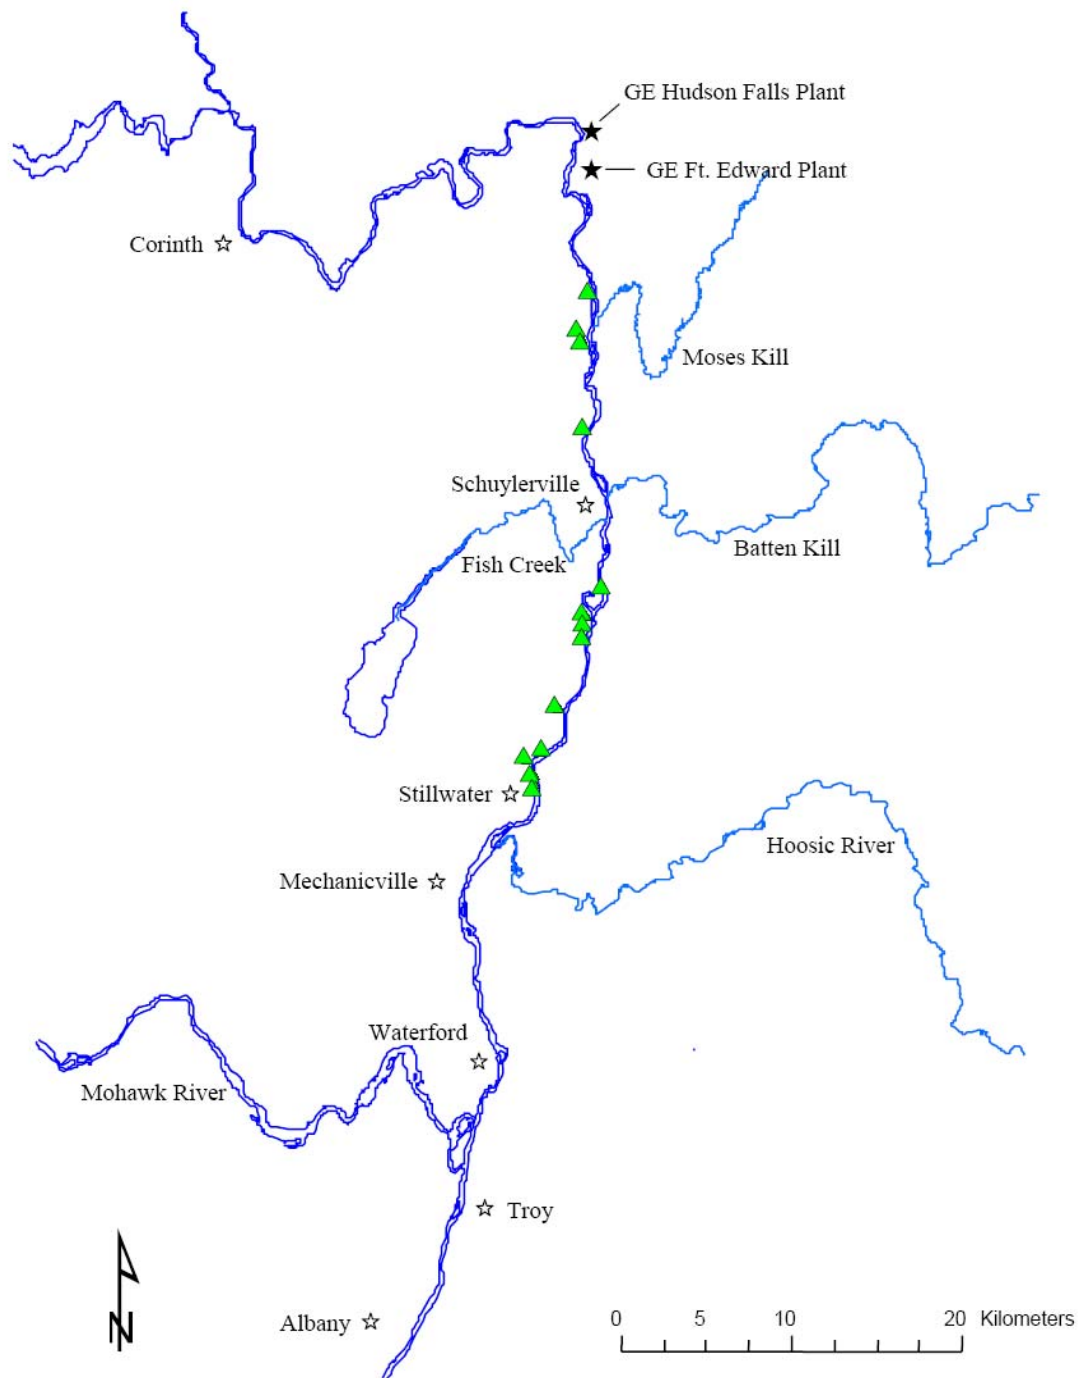 GE Hudson Falls Plant
GE Ft. Edward Plant
Corinth
Moses Kill
Schuylerville
Batten Kill
Fish Creek
Stillwater
Hoosic River
Mechanicville
Waterford
Mohawk River
Troy
N
Albany
0 5 10 20 Kilometers